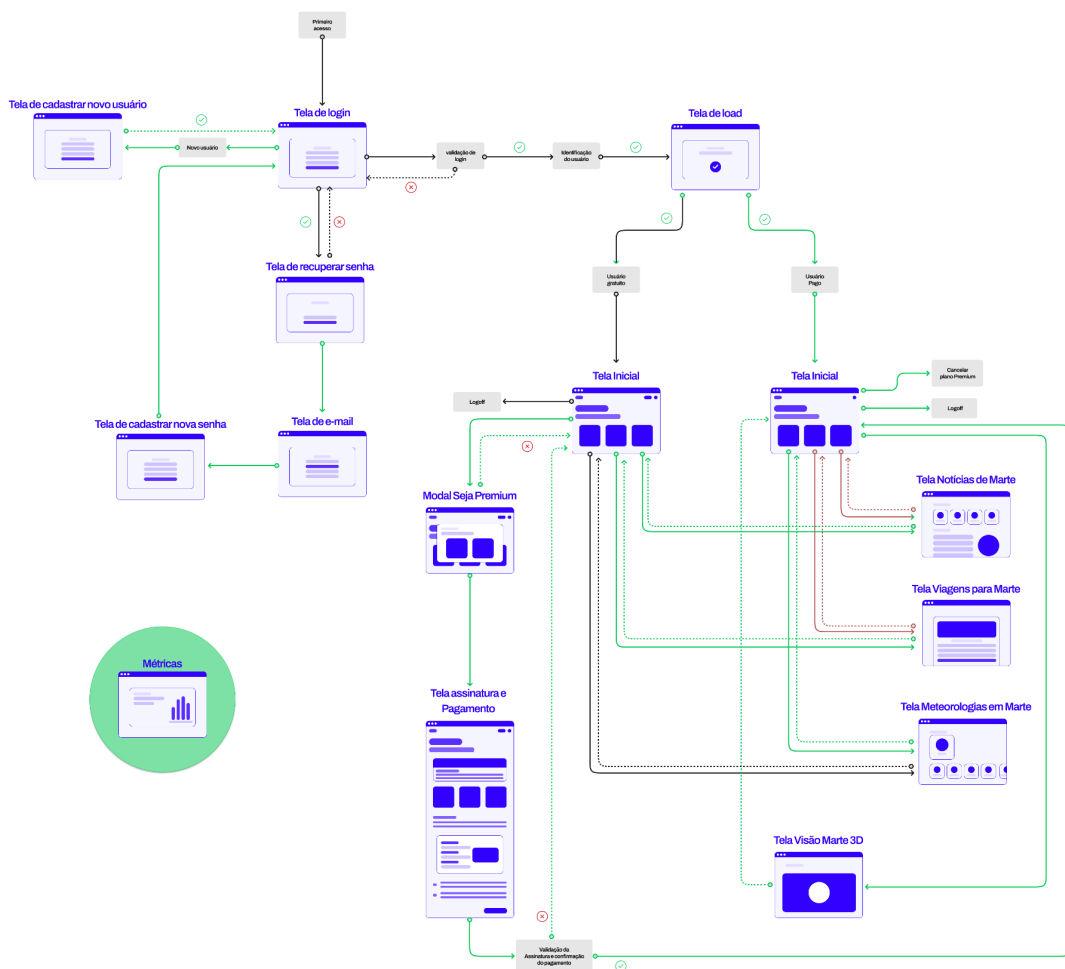 Primeiro
acesso
Tela de cadastrar novo usuário
Tela de login
Tela de load
Novo usuário
validação de
login
Identificação
do usuário
Tela de recuperar senha
Usuário
gratuito
Usuário
Pago
Tela Inicial
Tela Inicial
Cancelar
plano Premium
Logoff
Logoff
Tela de cadastrar nova senha
Tela de e-mail
Tela Notícias de Marte
Modal Seja Premium
Tela Viagens para Marte
Métricas
Tela assinatura e
Pagamento
Tela Meteorologias em Marte
Tela Visão Marte 3D
Validação da
Assinatura e confirmação
do pagamento